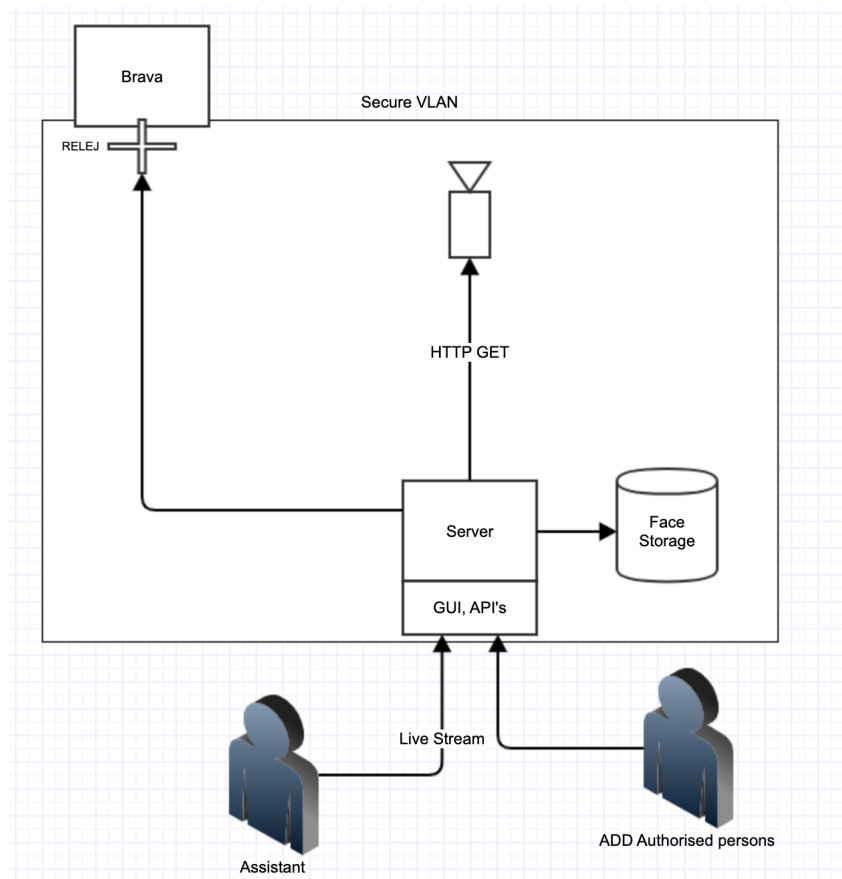 Brava
Secure VLAN
RELEJ
HTTP GET
Server
Face
Storage
GUI, API's
Live Stream
ADD Authorised persons
Assistant